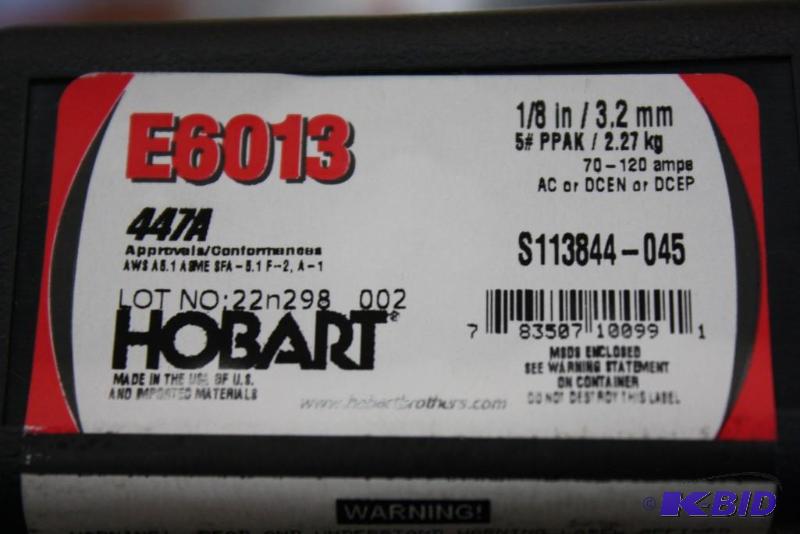 E6013
1/8 in / 3.2 mm
5# PPAK / 2.27 kg
70-120 amps
AC or DCEN or DCEP
447A
Approvals/Conformances
AWS A5.1 ASME SFA-5.1 F-2, A-1
S113844-045
LOT NO:22n298 002
HOBART®
7 83507 10099 1
MADE IN THE USA OF U.S.
AND IMPORTED MATERIALS
MSDS ENCLOSED
SEE WARNING STATEMENT
ON CONTAINER
DO NOT DESTROY THIS LABEL
www.hobartbrothers.com
WARNING!
© K-BID